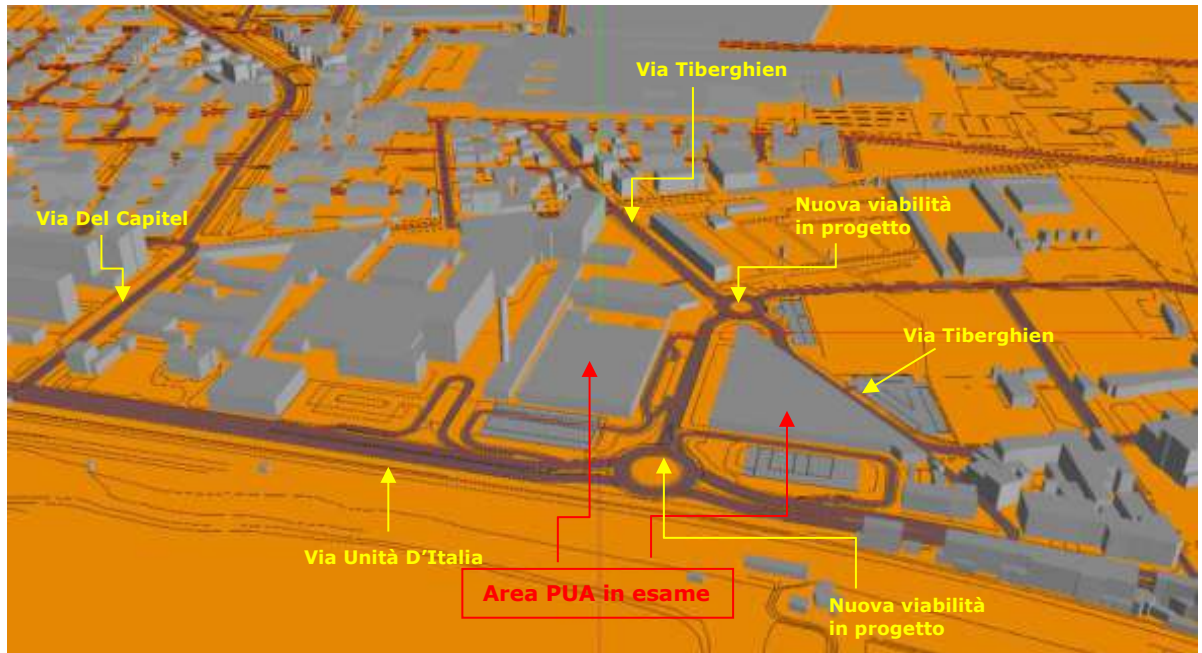 Via Tiberghien
Nuova viabilità
in progetto
Via Del Capitel
Via Tiberghien
Via Unità D'Italia
Area PUA in esame
Nuova viabilità
in progetto